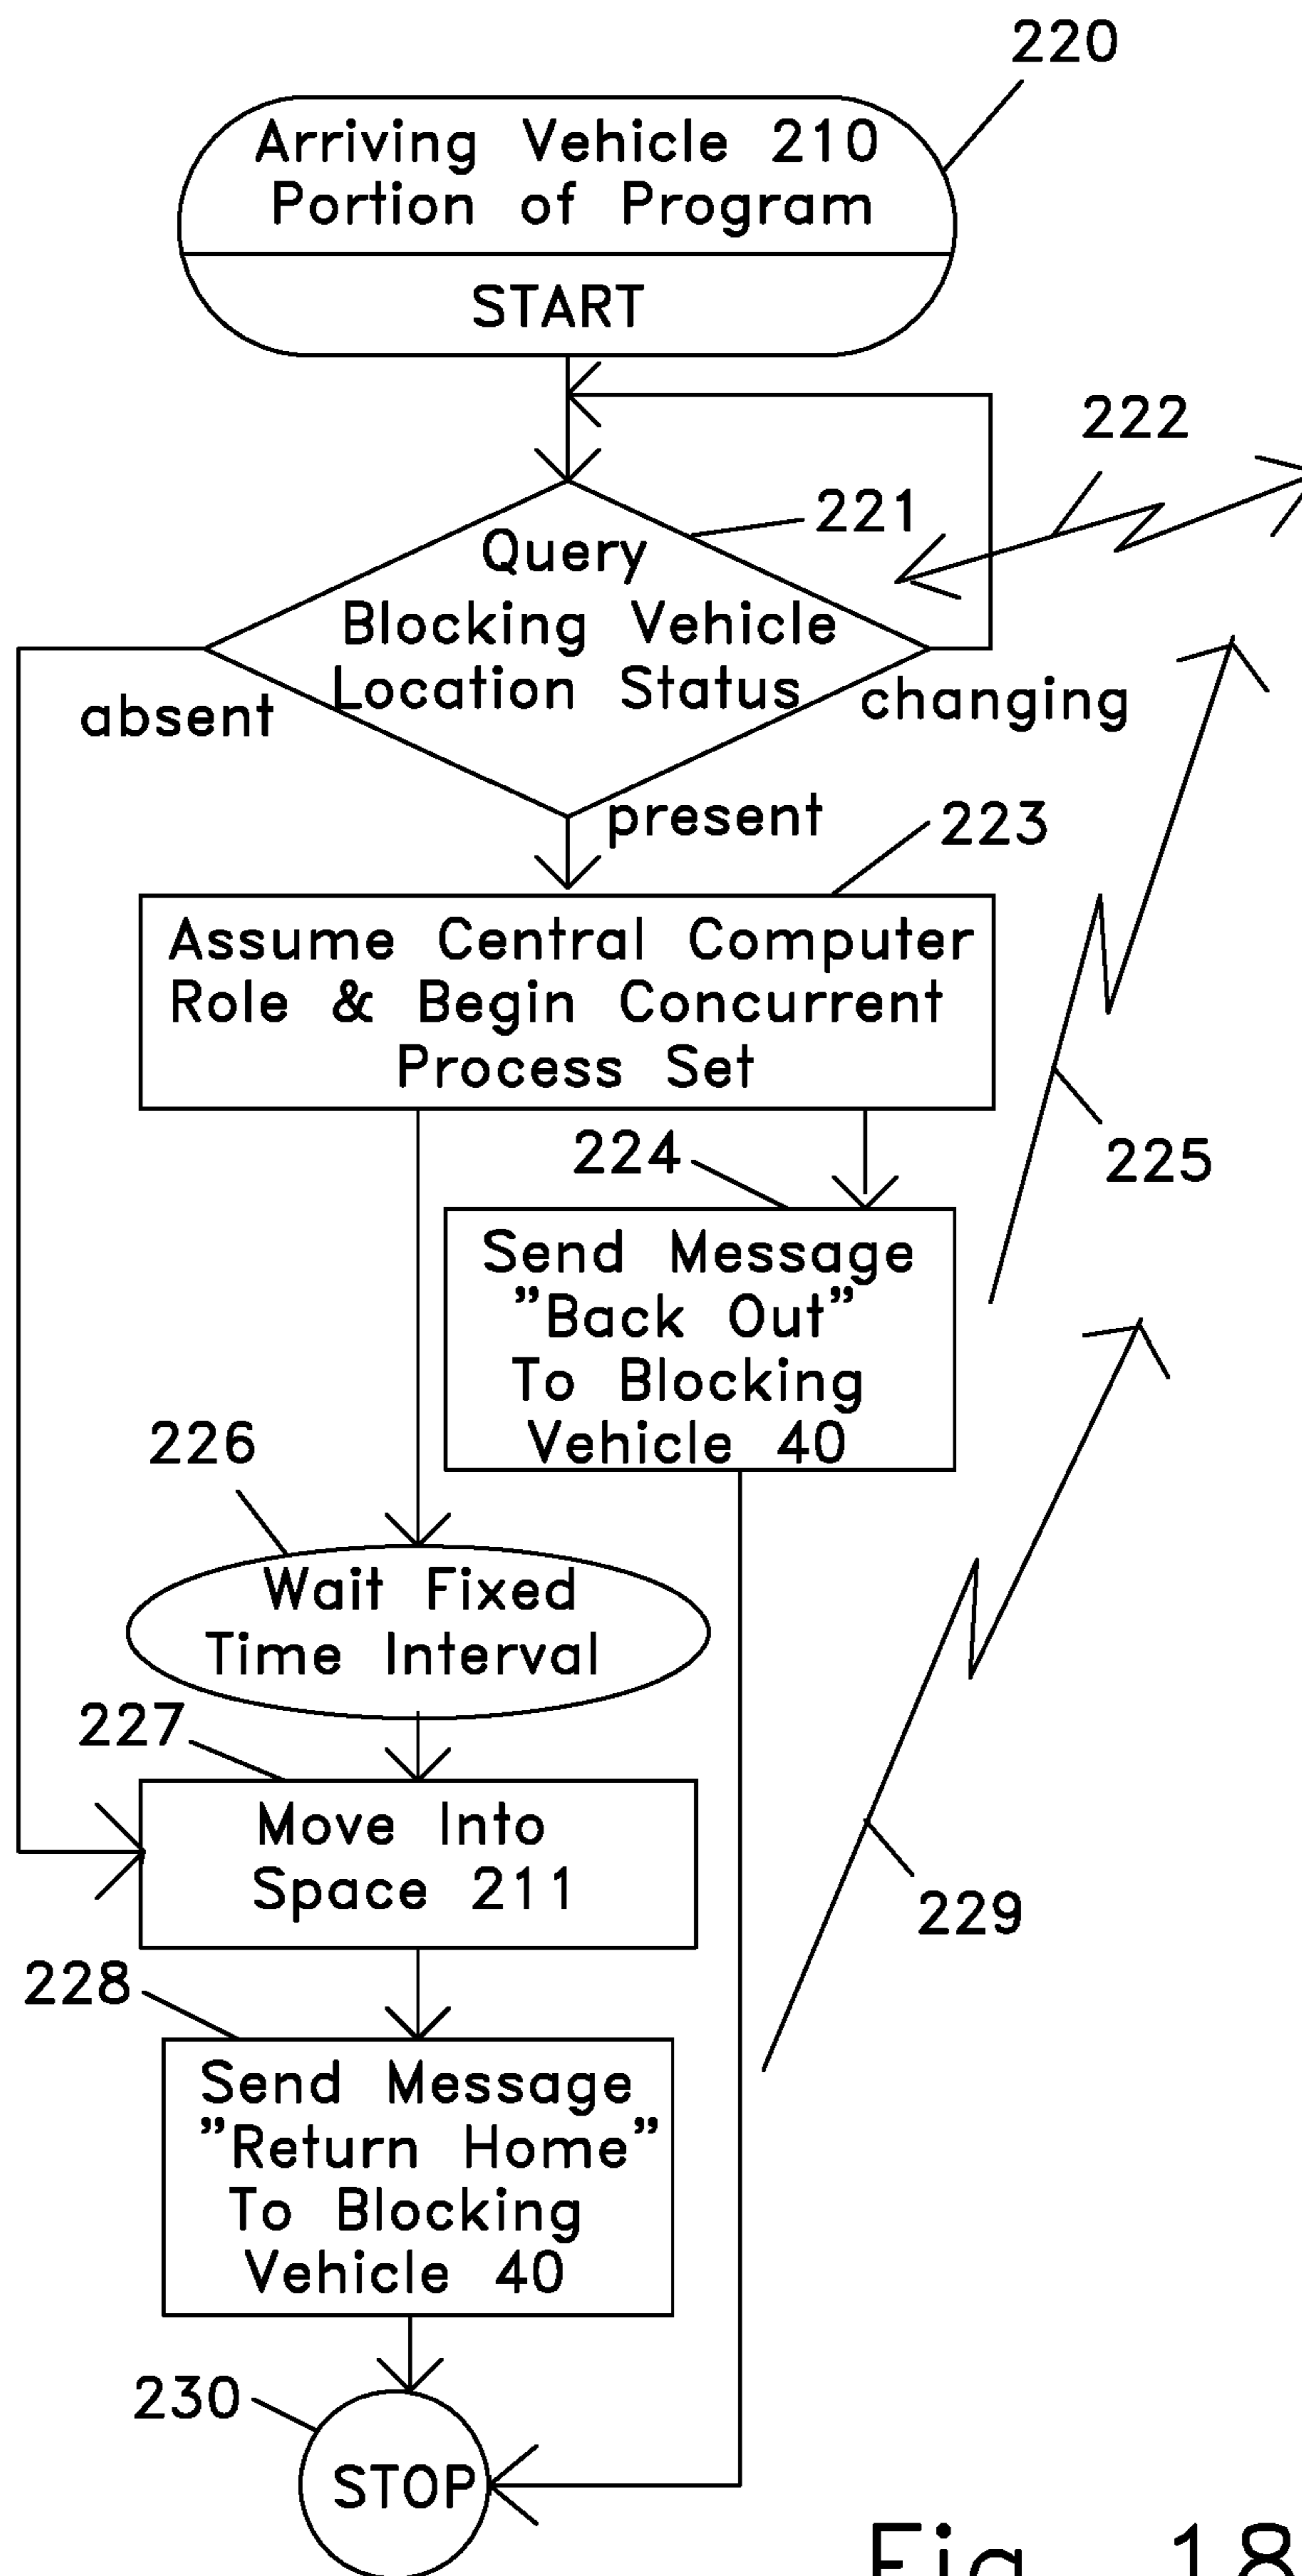 220
Arriving Vehicle 210
Portion of Program
START
222
221
Query
Blocking Vehicle
Location Status
absent
changing
present
223
Assume Central Computer
Role & Begin Concurrent
Process Set
224
225
Send Message
"Back Out"
To Blocking
Vehicle 40
226
Wait Fixed
Time Interval
227
Move Into
Space 211
229
228
Send Message
"Return Home"
To Blocking
Vehicle 40
230
STOP
Fig. 18